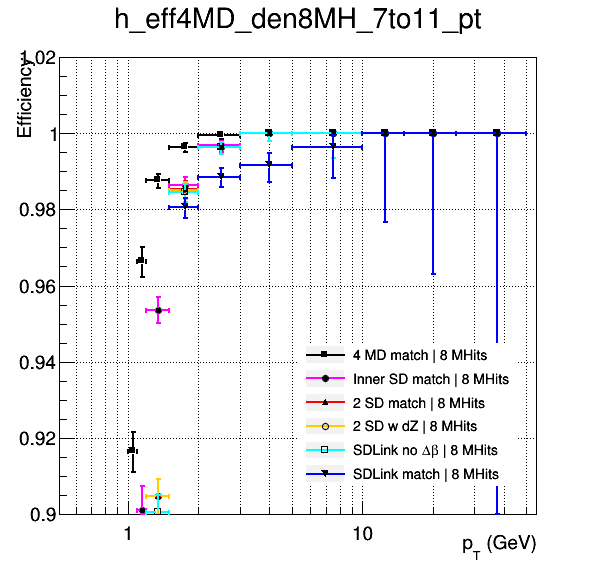 h_eff4MD_den8MH_7to11_pt
Efficiency
1.02
1
0.98
0.96
0.94
0.92
0.9
4 MD match | 8 MHits
Inner SD match | 8 MHits
2 SD match | 8 MHits
2 SD w dZ | 8 MHits
SDLink no Δβ | 8 MHits
SDLink match | 8 MHits
1
10
p_T (GeV)